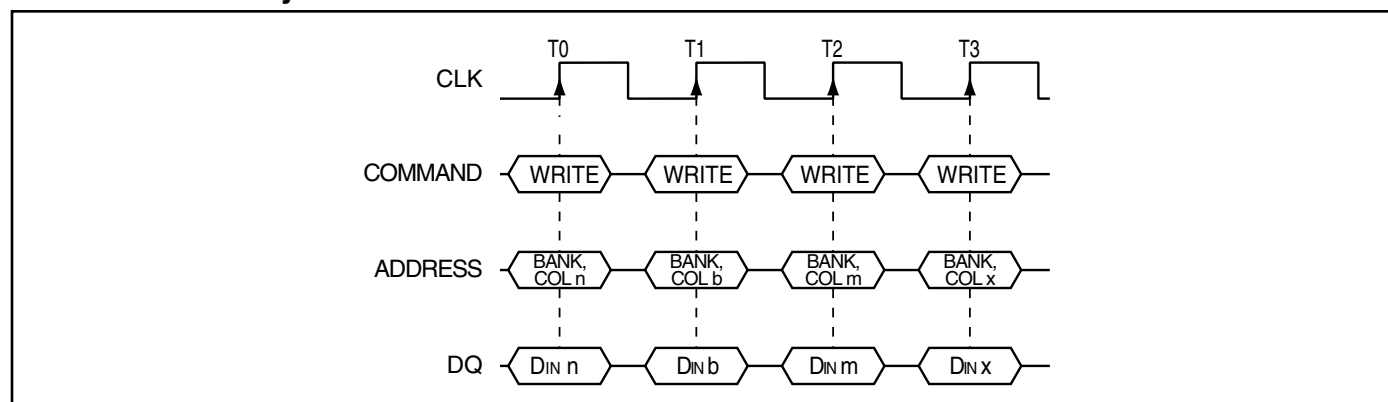 T0 T1 T2 T3
CLK
COMMAND WRITE WRITE WRITE WRITE
ADDRESS BANK, COL n BANK, COL b BANK, COL m BANK, COL x
DQ DIN n DIN b DIN m DIN x